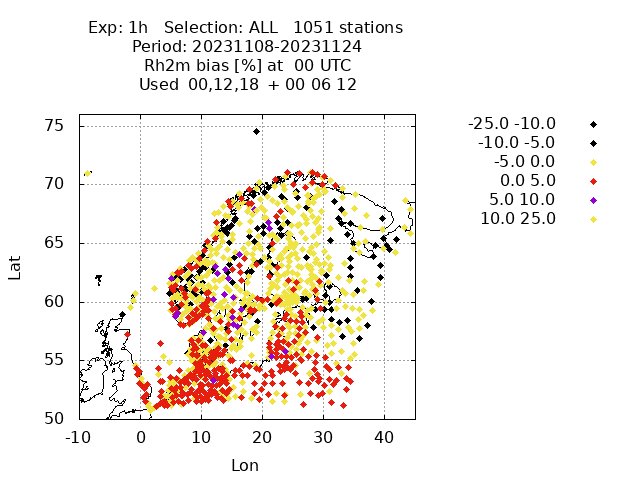 Exp: 1h   Selection: ALL   1051 stations
Period: 20231108-20231124
Rh2m bias [%] at  00 UTC
Used  00,12,18  + 00 06 12
-25.0 -10.0
-10.0 -5.0
-5.0 0.0
0.0 5.0
5.0 10.0
10.0 25.0
75
70
65
60
55
50
Lat
-10 0 10 20 30 40
Lon